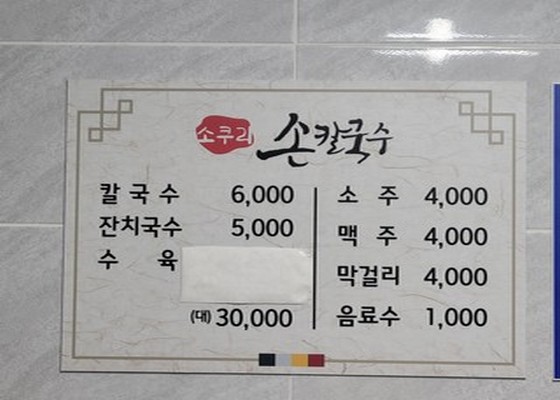 소쿠리 손칼국수
칼국수 6,000
잔치국수 5,000
수육
(대) 30,000
소주 4,000
맥주 4,000
막걸리 4,000
음료수 1,000